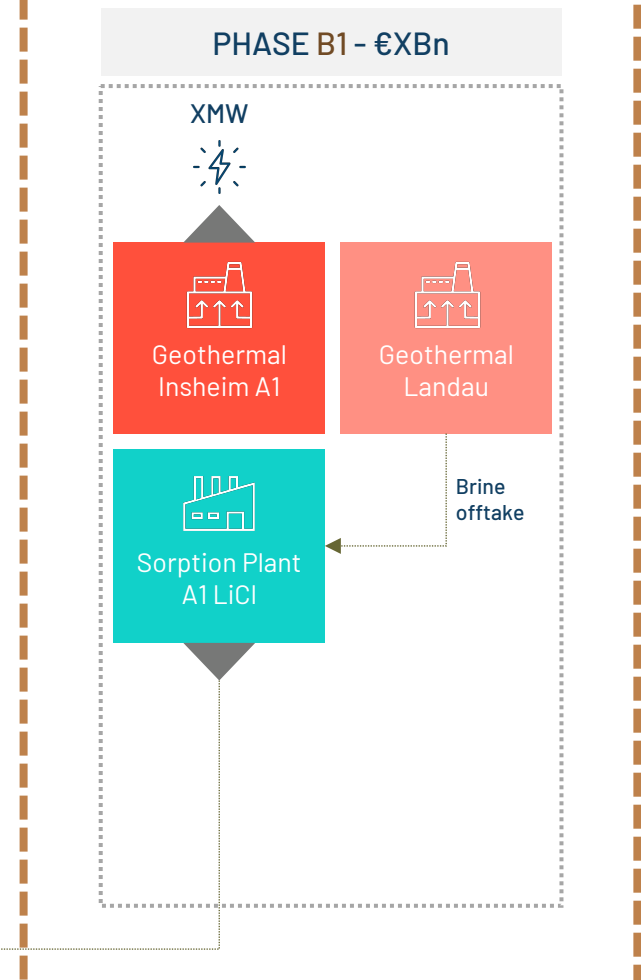 PHASE B1 - €XBn
XMW
Geothermal
Insheim A1
Geothermal
Landau
Brine
offtake
Sorption Plant
A1 LiCl